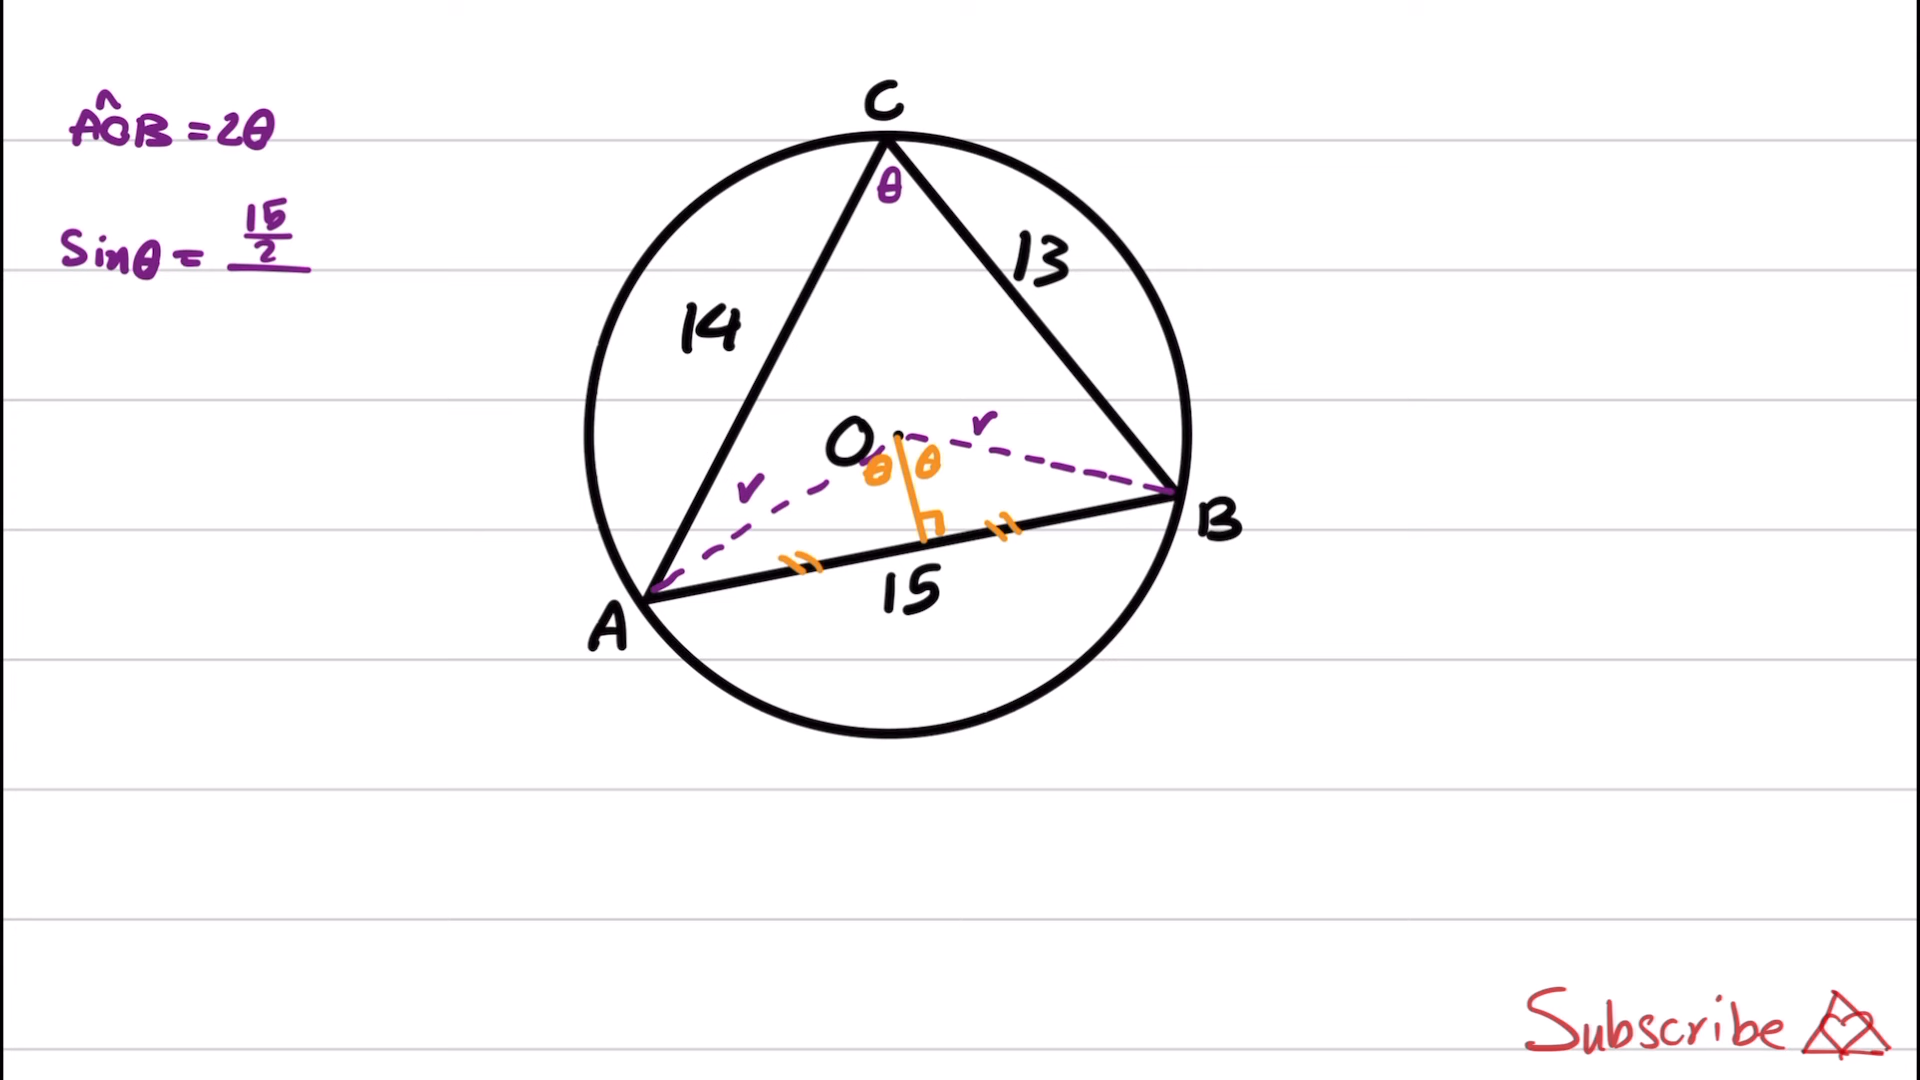 AÔB = 2θ
Sinθ = 15/2
C
θ
13
14
r
O
θ θ
r
B
15
A
Subscribe